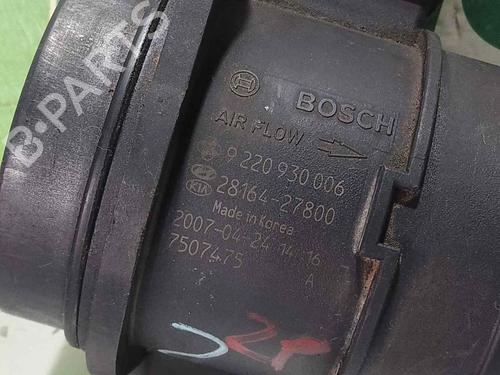 B-PARTS
BOSCH
AIR FLOW
9 220 930 006
KIA 28164-27800
Made in Korea
2007-04-24 14 16
7507475 A